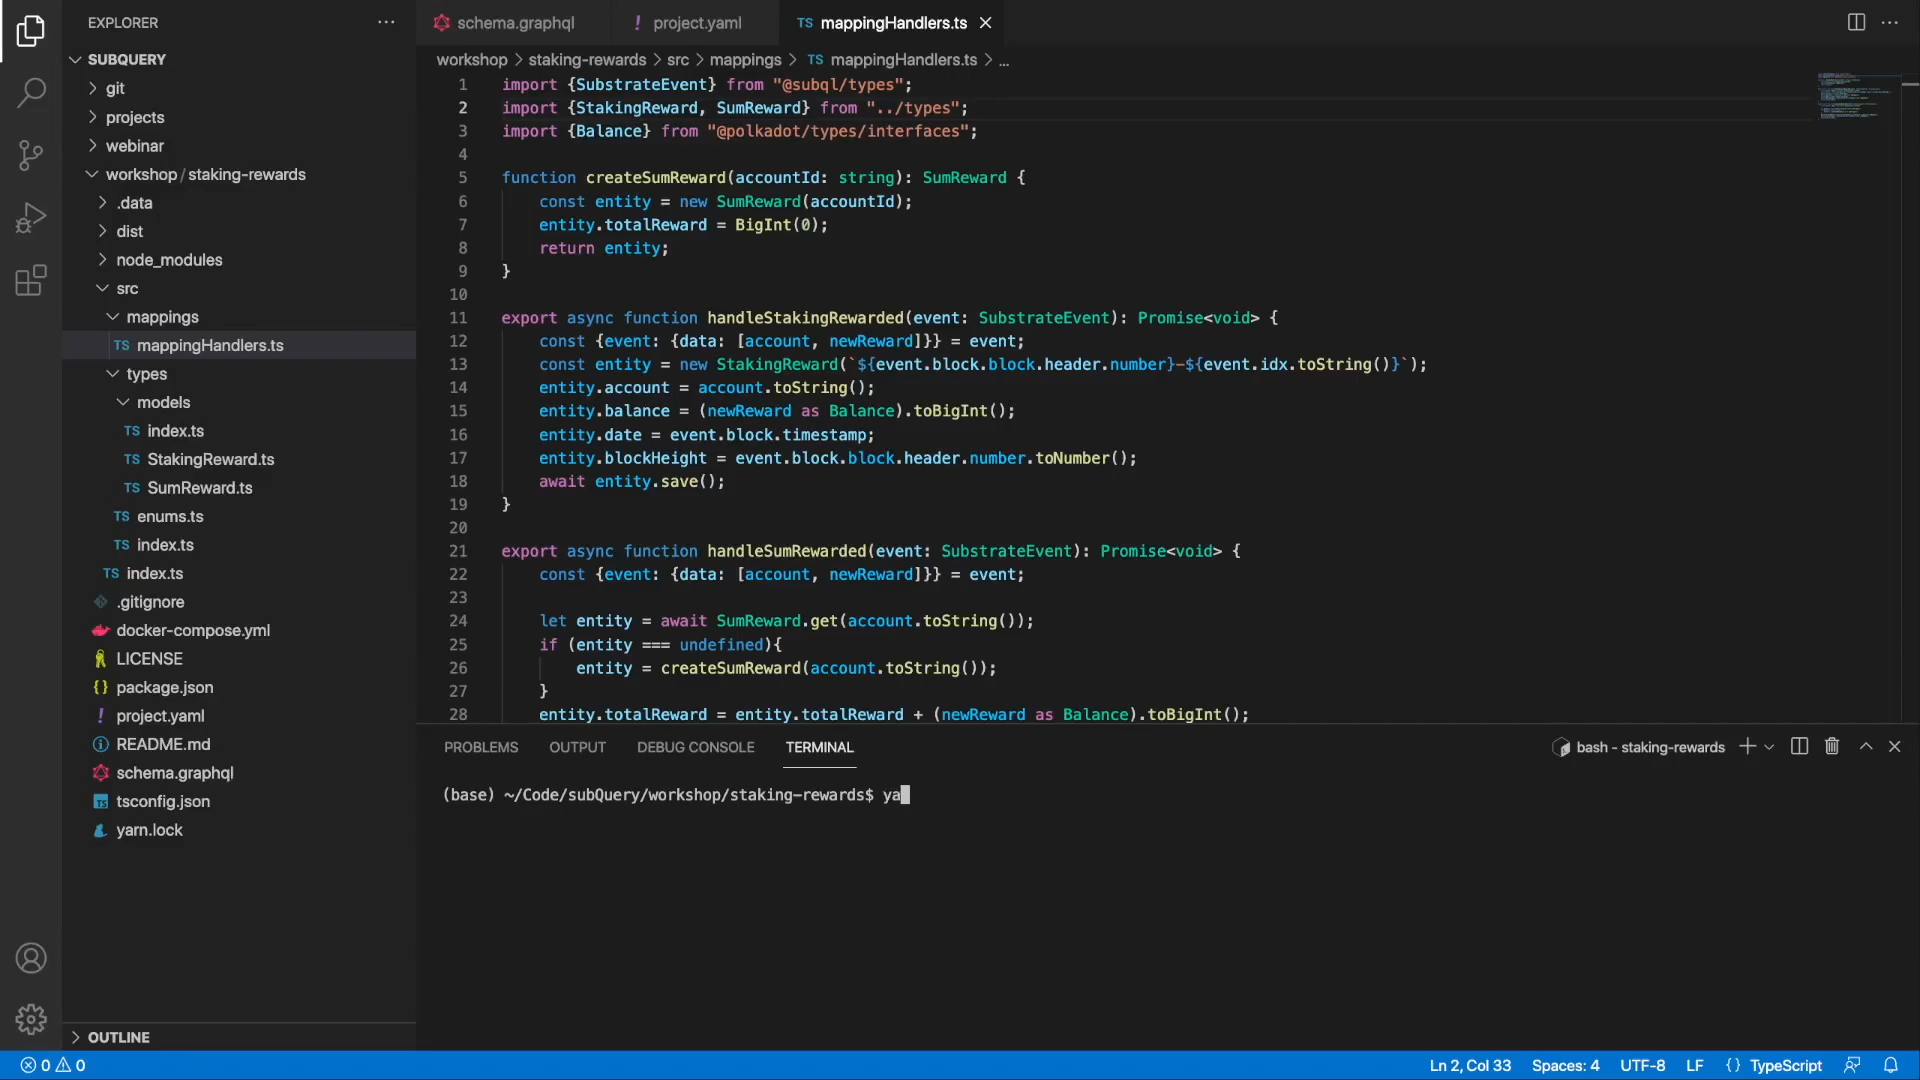 EXPLORER
SUBQUERY
git
projects
webinar
workshop / staking-rewards
.data
dist
node_modules
src
mappings
TS mappingHandlers.ts
types
models
TS index.ts
TS StakingReward.ts
TS SumReward.ts
TS enums.ts
TS index.ts
TS index.ts
.gitignore
docker-compose.yml
LICENSE
{} package.json
! project.yaml
README.md
schema.graphql
TS tsconfig.json
yarn.lock
OUTLINE
schema.graphql ! project.yaml TS mappingHandlers.ts
workshop > staking-rewards > src > mappings > TS mappingHandlers.ts > ...
1 import {SubstrateEvent} from "@subql/types";
2 import {StakingReward, SumReward} from "../types";
3 import {Balance} from "@polkadot/types/interfaces";
4
5 function createSumReward(accountId: string): SumReward {
6 const entity = new SumReward(accountId);
7 entity.totalReward = BigInt(0);
8 return entity;
9 }
10
11 export async function handleStakingRewarded(event: SubstrateEvent): Promise<void> {
12 const {event: {data: [account, newReward]}} = event;
13 const entity = new StakingReward(`${event.block.block.header.number}-${event.idx.toString()}`);
14 entity.account = account.toString();
15 entity.balance = (newReward as Balance).toBigInt();
16 entity.date = event.block.timestamp;
17 entity.blockHeight = event.block.block.header.number.toNumber();
18 await entity.save();
19 }
20
21 export async function handleSumRewarded(event: SubstrateEvent): Promise<void> {
22 const {event: {data: [account, newReward]}} = event;
23
24 let entity = await SumReward.get(account.toString());
25 if (entity === undefined){
26 entity = createSumReward(account.toString());
27 }
28 entity.totalReward = entity.totalReward + (newReward as Balance).toBigInt();
PROBLEMS OUTPUT DEBUG CONSOLE TERMINAL bash - staking-rewards
(base) ~/Code/subQuery/workshop/staking-rewards$ ya
0 0 Ln 2, Col 33 Spaces: 4 UTF-8 LF {} TypeScript